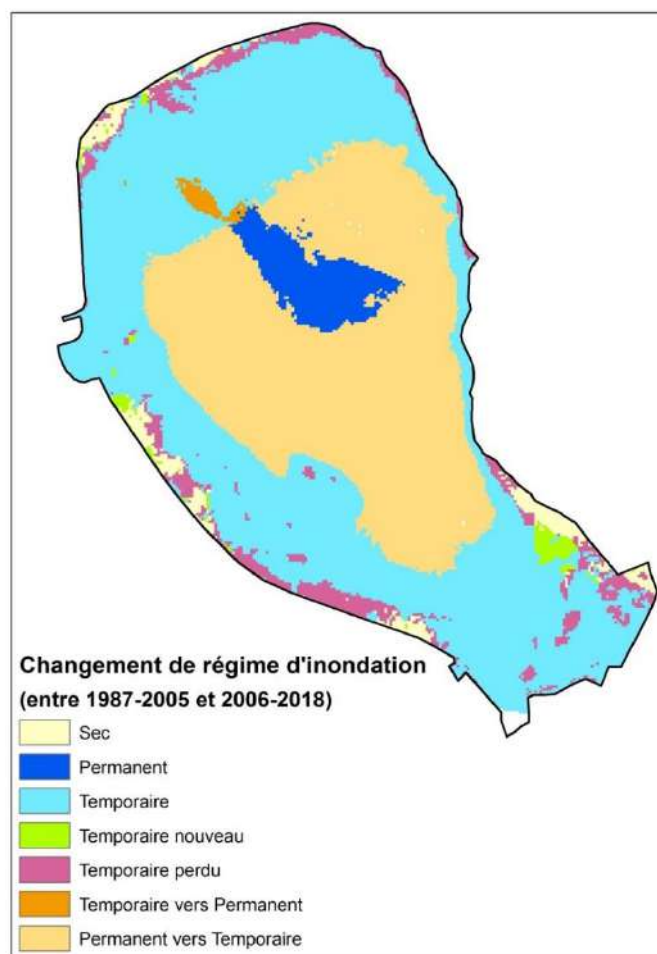 Changement de régime d'inondation
(entre 1987-2005 et 2006-2018)
Sec
Permanent
Temporaire
Temporaire nouveau
Temporaire perdu
Temporaire vers Permanent
Permanent vers Temporaire